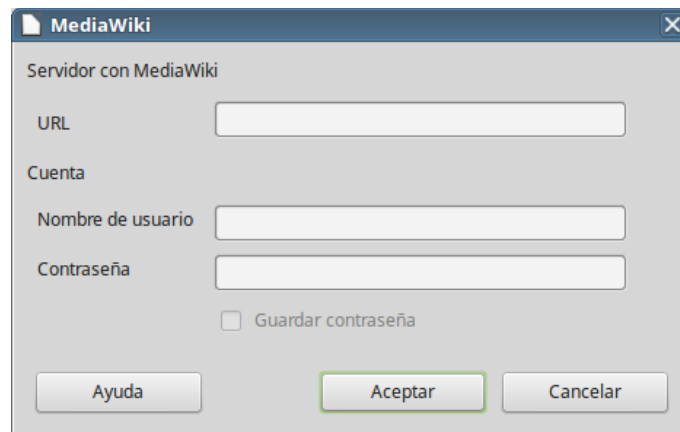 MediaWiki
Servidor con MediaWiki
URL
Cuenta
Nombre de usuario
Contraseña
Guardar contraseña
Ayuda Aceptar Cancelar